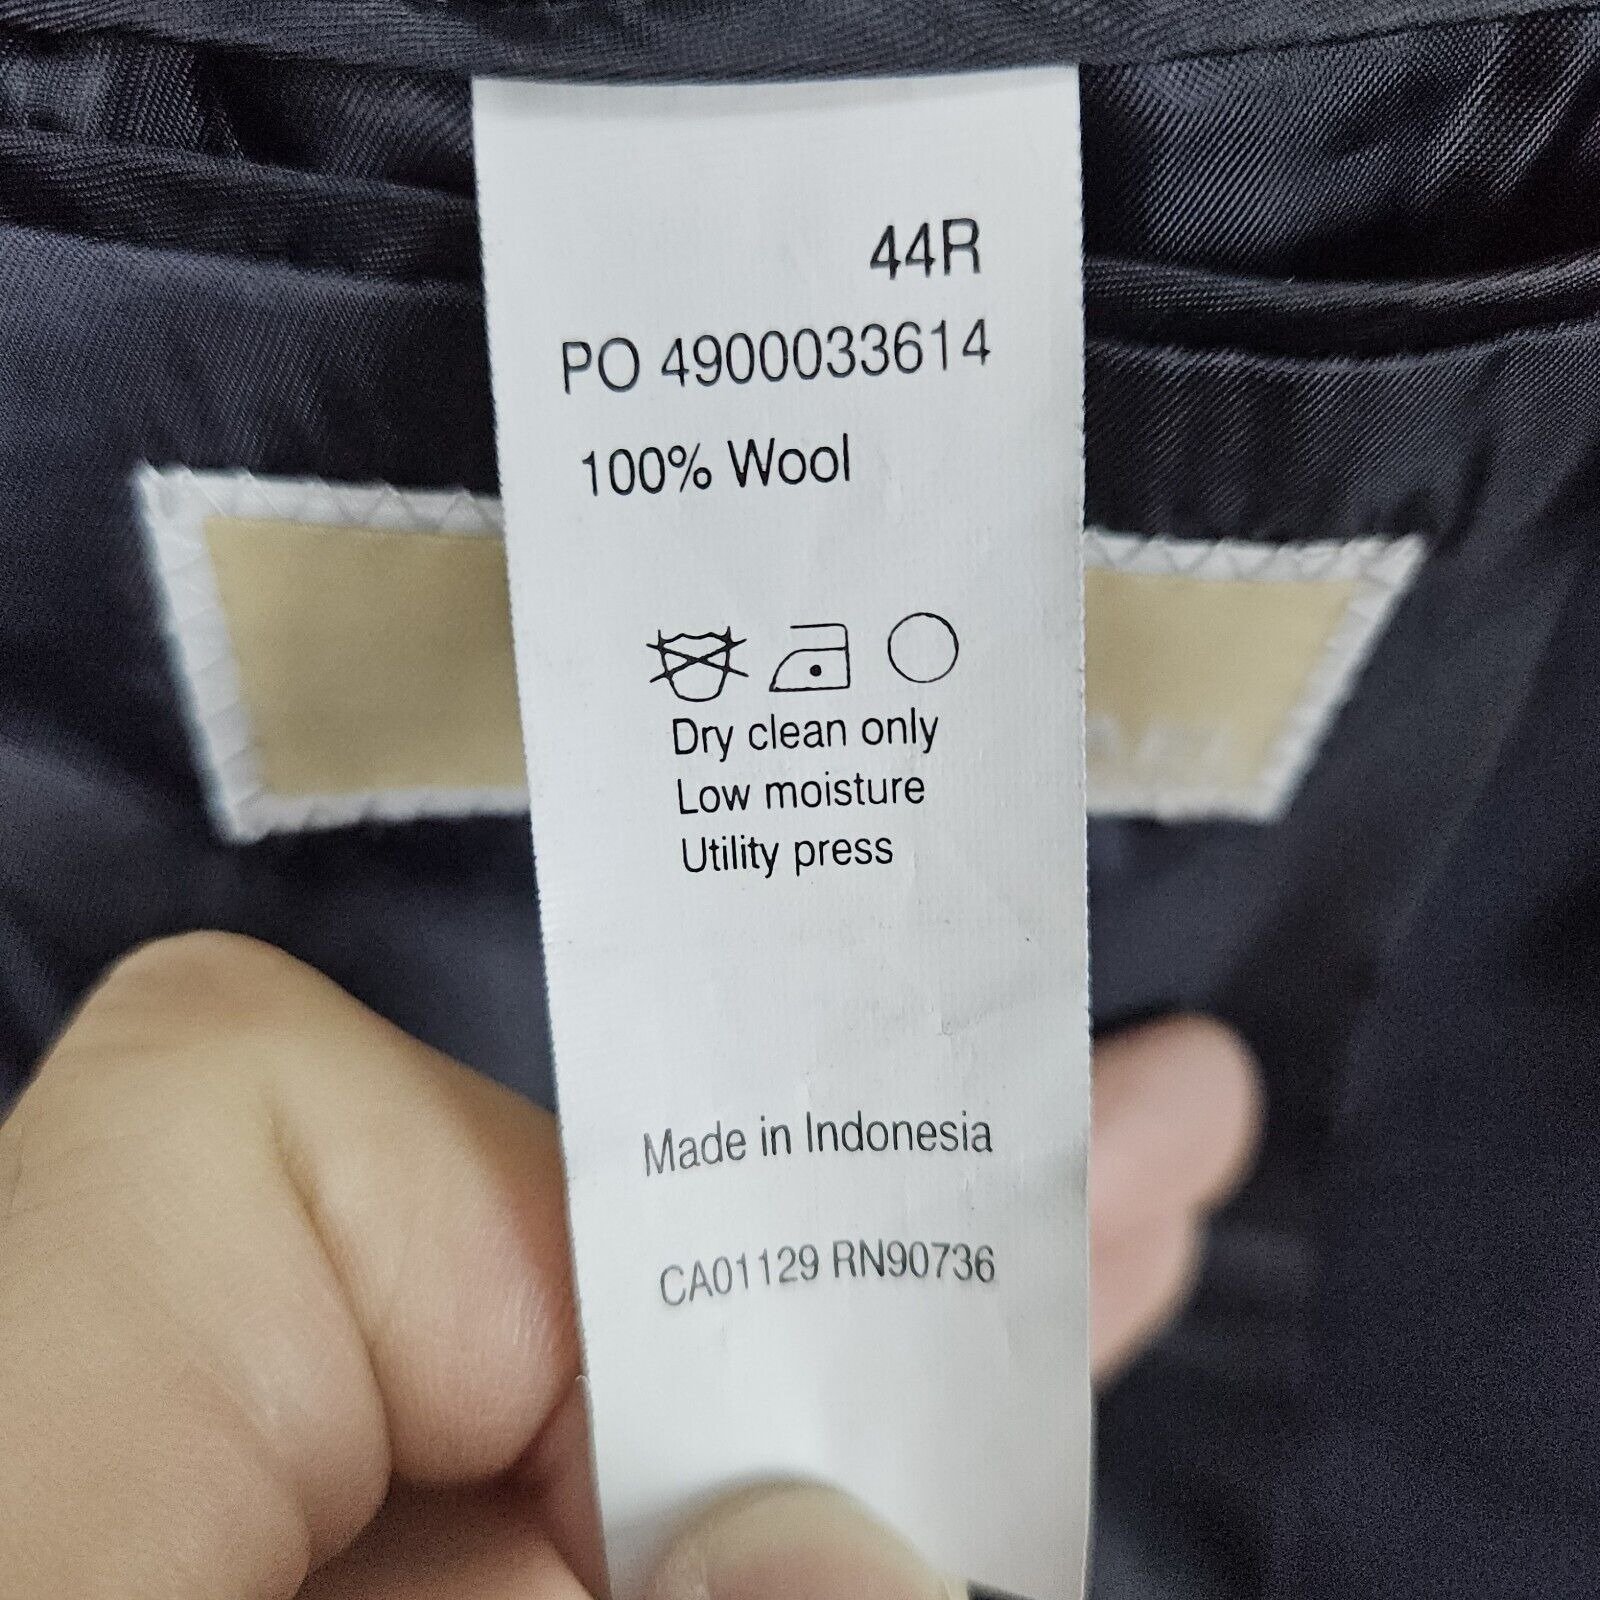 44R
PO 4900033614
100% Wool
Dry clean only
Low moisture
Utility press
Made in Indonesia
CA01129 RN90736